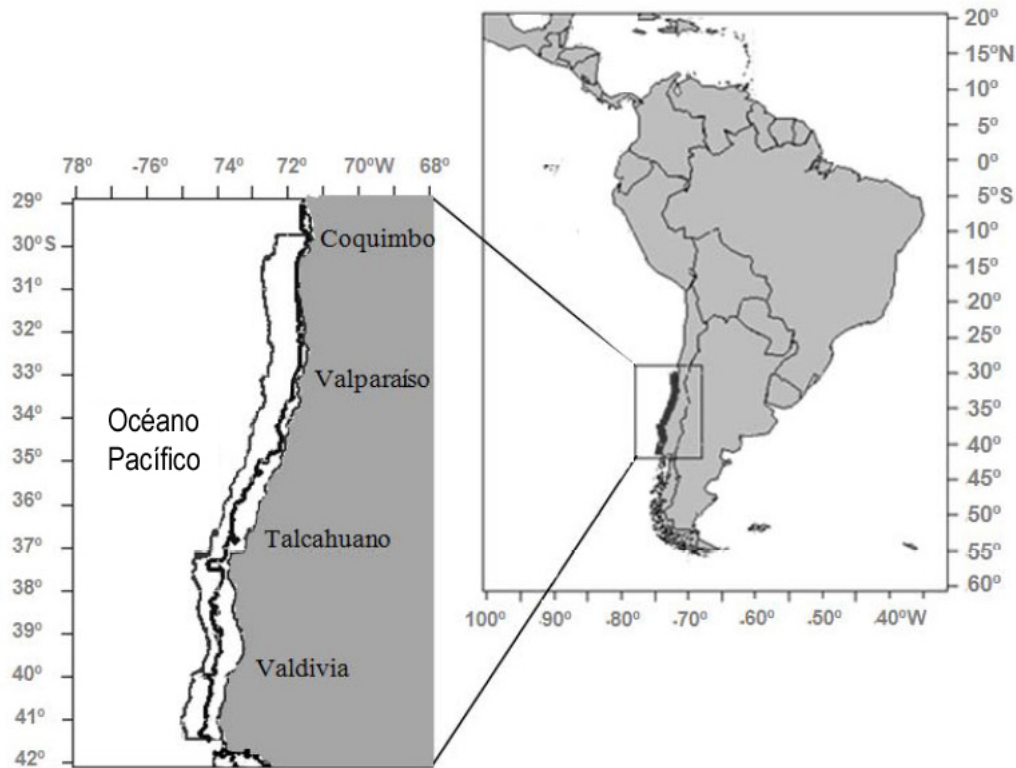 78º -76º 74º 72º 70ºW 68º
29º
30ºS
31º
32º
33º
34º
35º
36º
37º
38º
39º
40º
41º
42º
Coquimbo
Valparaíso
Océano
Pacífico
Talcahuano
Valdivia
20º
15ºN
10º
5º
0º
5ºS
10º
15º
20º
25º
30º
35º
40º
45º
50º
55º
60º
100º -90º -80º -70º -60º -50º -40ºW